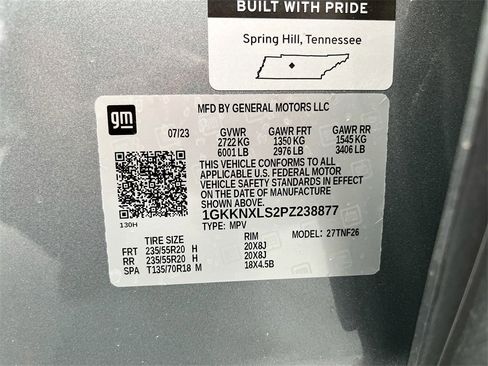 BUILT WITH PRIDE
Spring Hill, Tennessee
gm
MFD BY GENERAL MOTORS LLC
07/23 GVWR GAWR FRT GAWR RR
2722 KG 1350 KG 1545 KG
6001 LB 2976 LB 3406 LB
THIS VEHICLE CONFORMS TO ALL
APPLICABLE U.S. FEDERAL MOTOR
VEHICLE SAFETY STANDARDS IN EFFECT
ON THE DATE OF MANUFACTURE
SHOWN ABOVE.
1GKKNXLS2PZ238877
130H
TYPE: MPV
TIRE SIZE RIM MODEL: 27TNF26
FRT 235/55R20 H 20X8J
RR 235/55R20 H 20X8J
SPA T135/70R18 M 18X4.5B